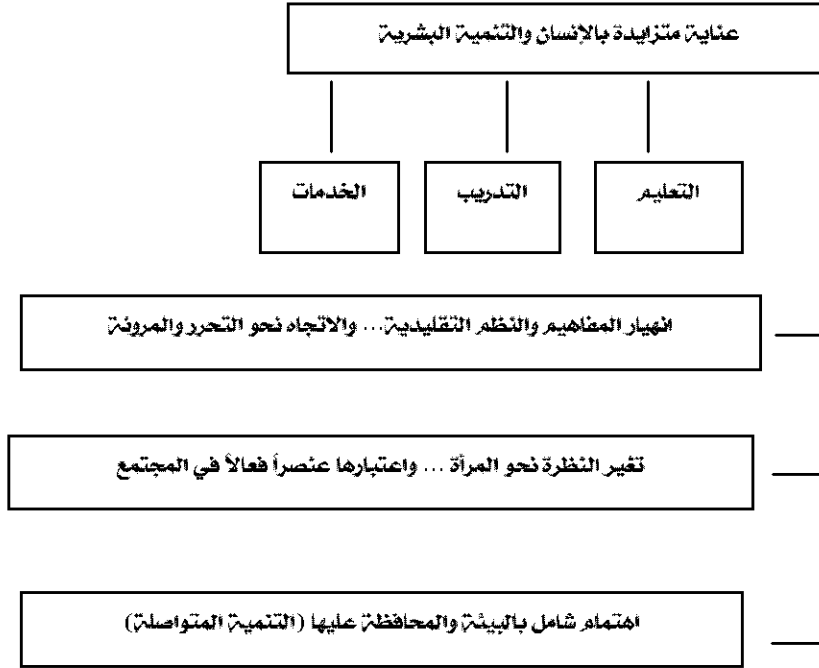 عناية متزايدة بالإنسان والتنمية البشرية
التعليم
التدريب
الخدمات
انهيار المفاهيم والنظم التقليدية... والاتجاه نحو التحرر والمرونة
تغير النظرة نحو المرأة ... واعتبارها عنصراً فعالاً في المجتمع
اهتمام شامل بالبيئة والمحافظة عليها (التنمية المتواصلة)